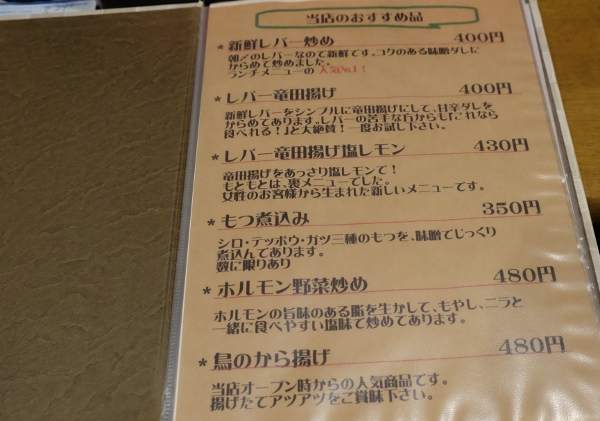 当店のおすすめ品
*新鮮レバー炒め 400円
朝〆のレバーなので新鮮です。コクのある味噌ダレに
からめて炒めました。
ランチメニューの 人気No.1!
*レバー竜田揚げ 400円
新鮮レバーをシンプルに竜田揚げにして、甘辛ダレを
からめてあります。レバーの苦手な方からも『これなら
食べれる!』と大絶賛!一度お試し下さい。
*レバー竜田揚げ塩レモン 430円
竜田揚げをあっさり塩レモンで!
もともとは、裏メニューでした。
女性のお客様から生まれた新しいメニューです。
*もつ煮込み 350円
シロ・テッポウ・ガツ三種のもつを、味噌でじっくり
煮込んであります。
数に限りあり
*ホルモン野菜炒め 480円
ホルモンの旨味のある脂を生かして、もやし、ニラと
一緒に食べやすい塩味で炒めてあります。
*鳥のから揚げ 480円
当店オープン時からの人気商品です。
揚げたてアツアツをご賞味下さい。